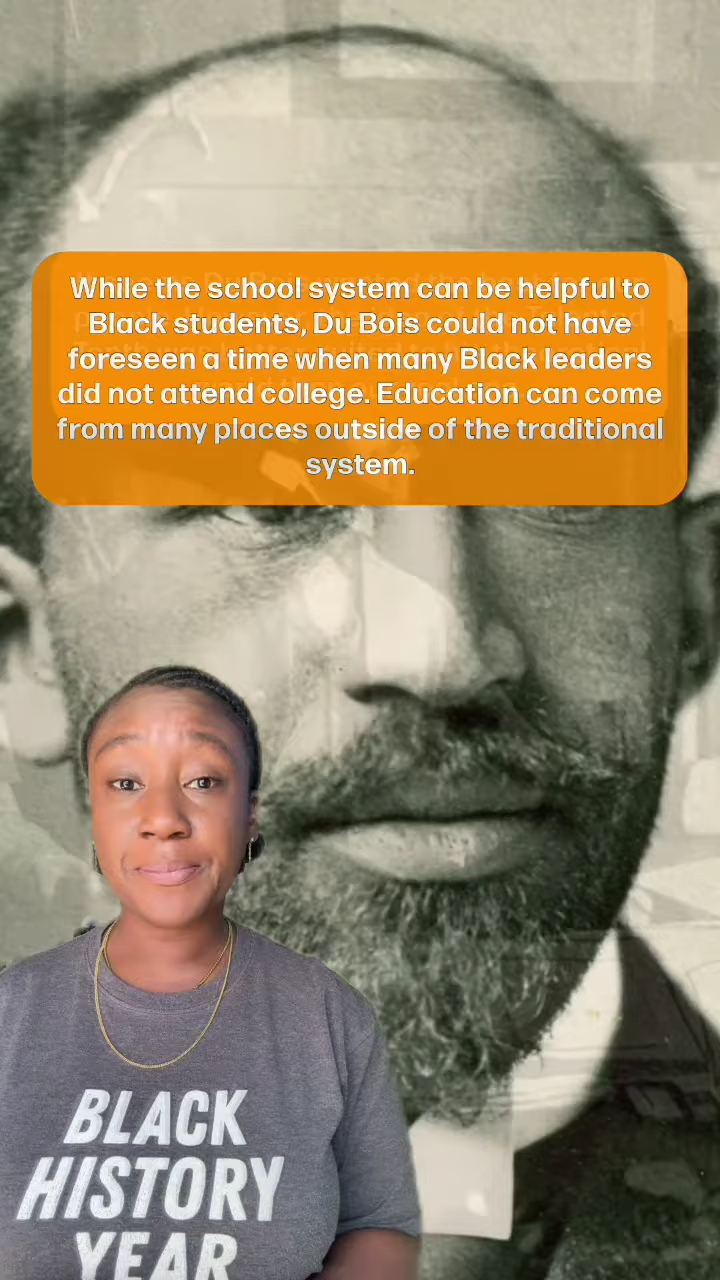 While the school system can be helpful to
Black students, Du Bois could not have
foreseen a time when many Black leaders
did not attend college. Education can come
from many places outside of the traditional
system.
BLACK
HISTORY
YEAR